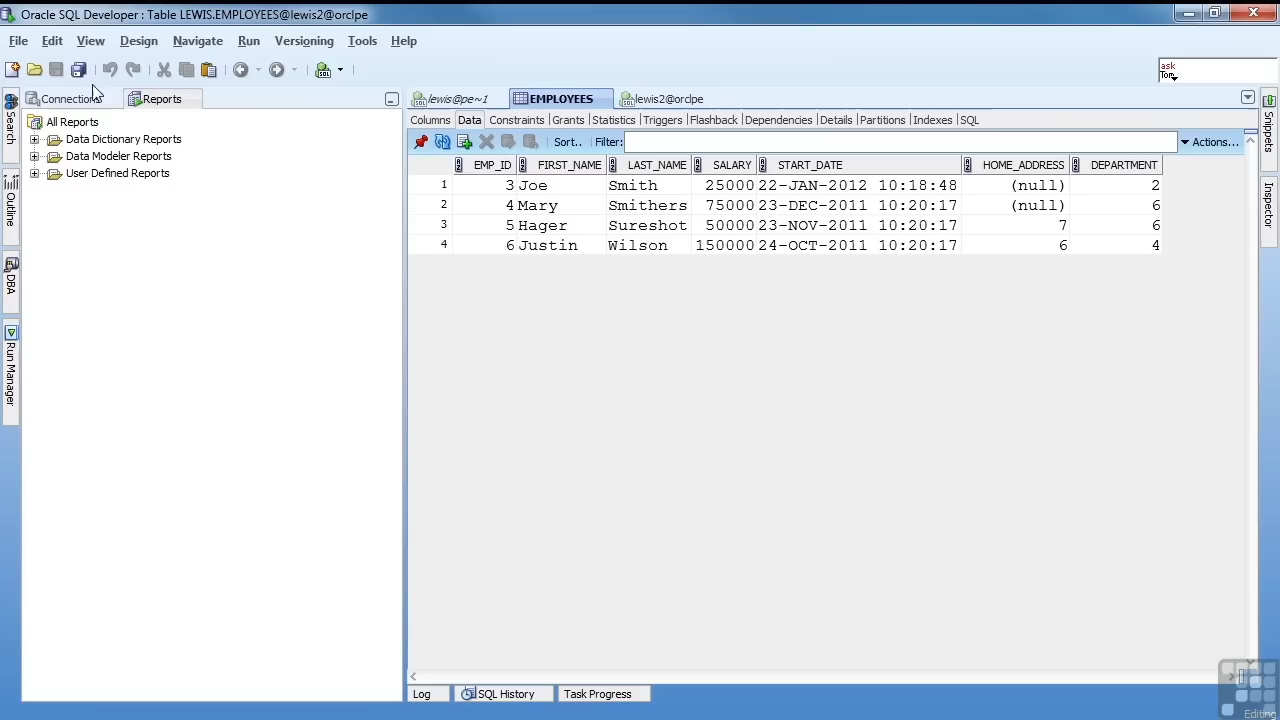 Oracle SQL Developer : Table LEWIS.EMPLOYEES@lewis2@orclpe
File Edit View Design Navigate Run Versioning Tools Help
ask
Tom
Connections Reports
lewis@pe~1 EMPLOYEES lewis2@orclpe
All Reports
Data Dictionary Reports
Data Modeler Reports
User Defined Reports
Search
Outline
DBA
Run Manager
Columns Data Constraints Grants Statistics Triggers Flashback Dependencies Details Partitions Indexes SQL
Sort.. Filter: Actions...
EMP_ID FIRST_NAME LAST_NAME SALARY START_DATE HOME_ADDRESS DEPARTMENT
1 3 Joe Smith 25000 22-JAN-2012 10:18:48 (null) 2
2 4 Mary Smithers 75000 23-DEC-2011 10:20:17 (null) 6
3 5 Hager Sureshot 50000 23-NOV-2011 10:20:17 7 6
4 6 Justin Wilson 150000 24-OCT-2011 10:20:17 6 4
Snippets
Inspector
Log SQL History Task Progress
Editing